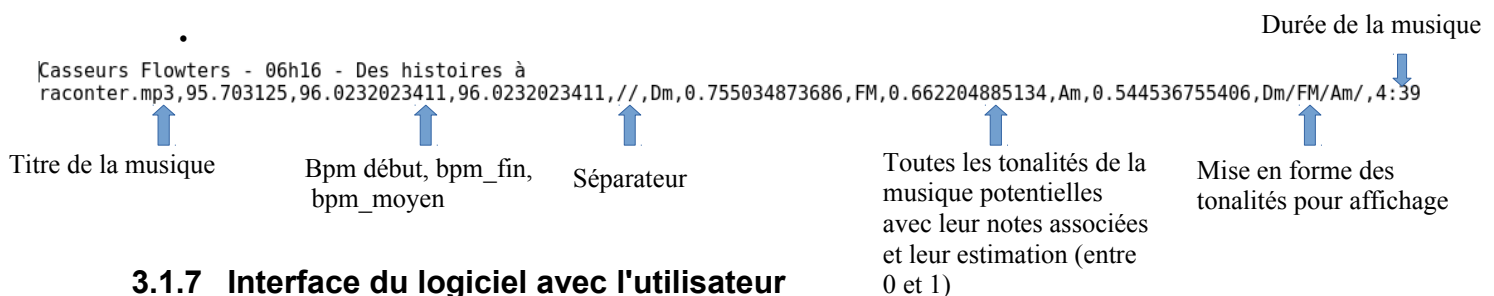 Durée de la musique
•
Casseurs Flowters - 06h16 - Des histoires à
raconter.mp3,95.703125,96.0232023411,96.0232023411,//,Dm,0.755034873686,FM,0.662204885134,Am,0.544536755406,Dm/FM/Am/,4:39
Titre de la musique
Bpm début, bpm_fin,
bpm_moyen
Séparateur
Toutes les tonalités de la
musique potentielles
avec leur notes associées
et leur estimation (entre
0 et 1)
Mise en forme des
tonalités pour affichage
3.1.7 Interface du logiciel avec l'utilisateur